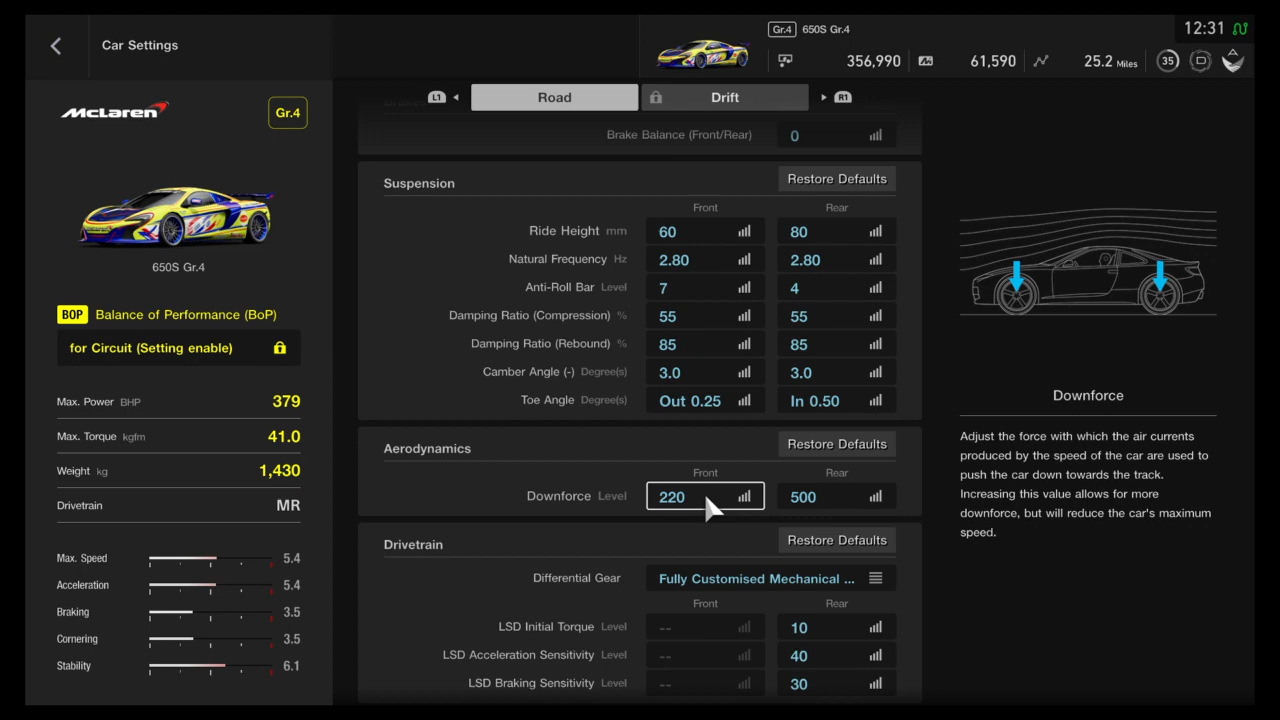 Car Settings
Gr.4 650S Gr.4
12:31
356,990 61,590 25.2 Miles 35
McLaren
Gr.4
650S Gr.4
BOP Balance of Performance (BoP)
for Circuit (Setting enable)
Max. Power BHP 379
Max. Torque kgfm 41.0
Weight kg 1,430
Drivetrain MR
Max. Speed 5.4
Acceleration 5.4
Braking 3.5
Cornering 3.5
Stability 6.1
L1 Road Drift R1
Brake Balance (Front/Rear) 0
Suspension Restore Defaults
Front Rear
Ride Height mm 60 80
Natural Frequency Hz 2.80 2.80
Anti-Roll Bar Level 7 4
Damping Ratio (Compression) % 55 55
Damping Ratio (Rebound) % 85 85
Camber Angle (-) Degree(s) 3.0 3.0
Toe Angle Degree(s) Out 0.25 In 0.50
Aerodynamics Restore Defaults
Front Rear
Downforce Level 220 500
Drivetrain Restore Defaults
Differential Gear Fully Customised Mechanical ...
Front Rear
LSD Initial Torque Level -- 10
LSD Acceleration Sensitivity Level -- 40
LSD Braking Sensitivity Level -- 30
Downforce
Adjust the force with which the air currents
produced by the speed of the car are used to
push the car down towards the track.
Increasing this value allows for more
downforce, but will reduce the car's maximum
speed.